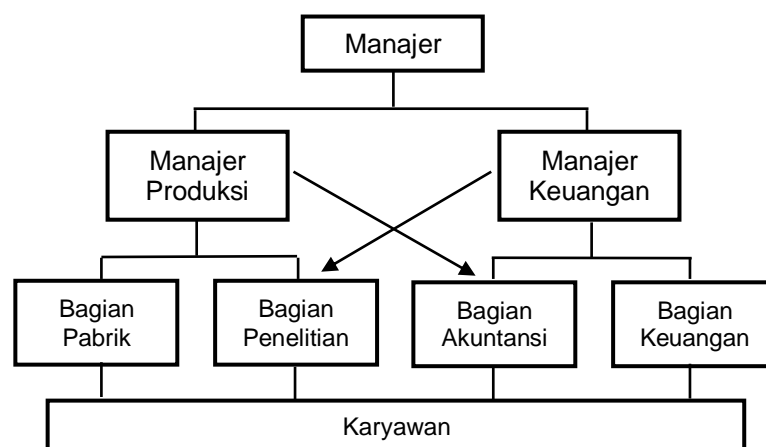 Manajer
Manajer
Produksi
Manajer
Keuangan
Bagian
Pabrik
Bagian
Penelitian
Bagian
Akuntansi
Bagian
Keuangan
Karyawan